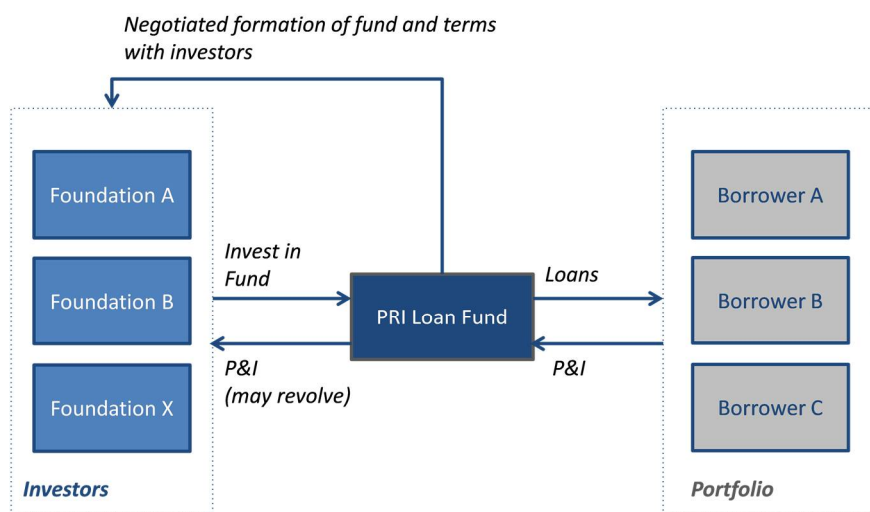 Negotiated formation of fund and terms
with investors
Foundation A
Foundation B
Foundation X
Investors
Invest in
Fund
P&I
(may revolve)
PRI Loan Fund
Loans
P&I
Borrower A
Borrower B
Borrower C
Portfolio